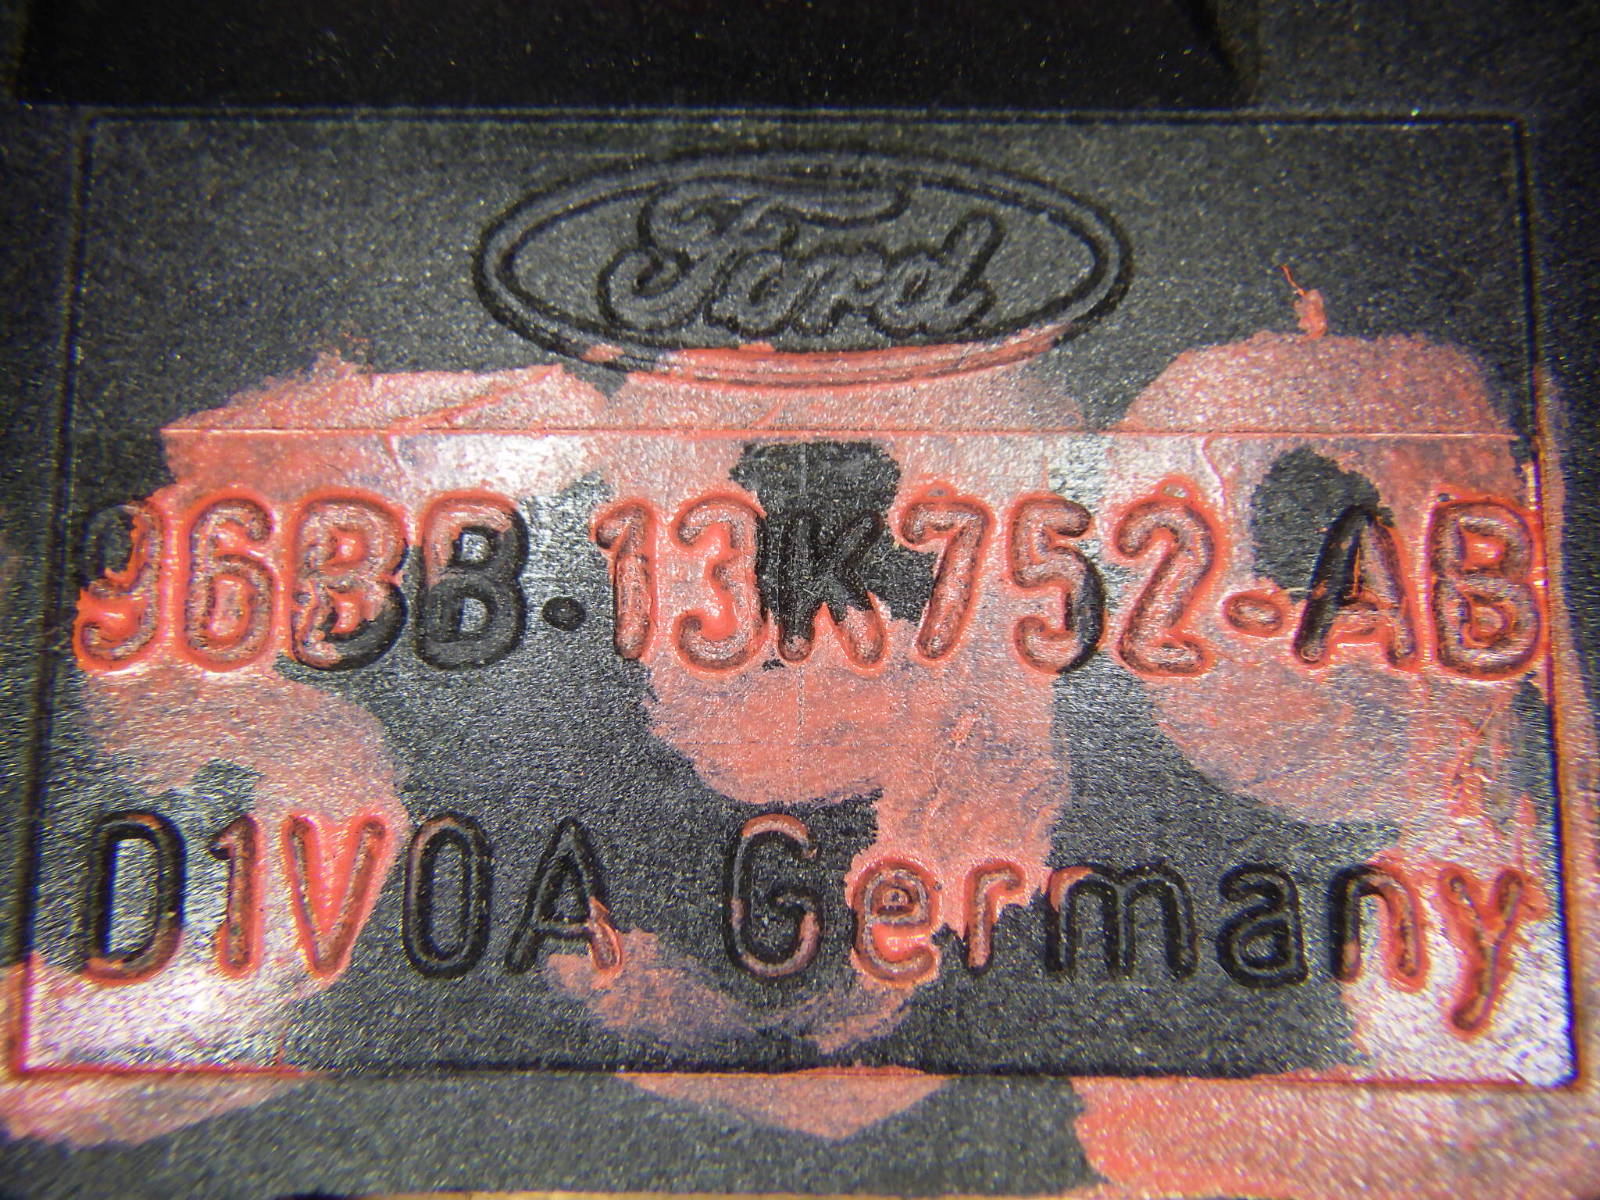 Ford
96BB·13K752·AB
D1V0A Germany